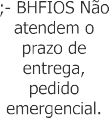 ;- BHFIOS Não
atendem o
prazo de
entrega,
pedido
emergencial.